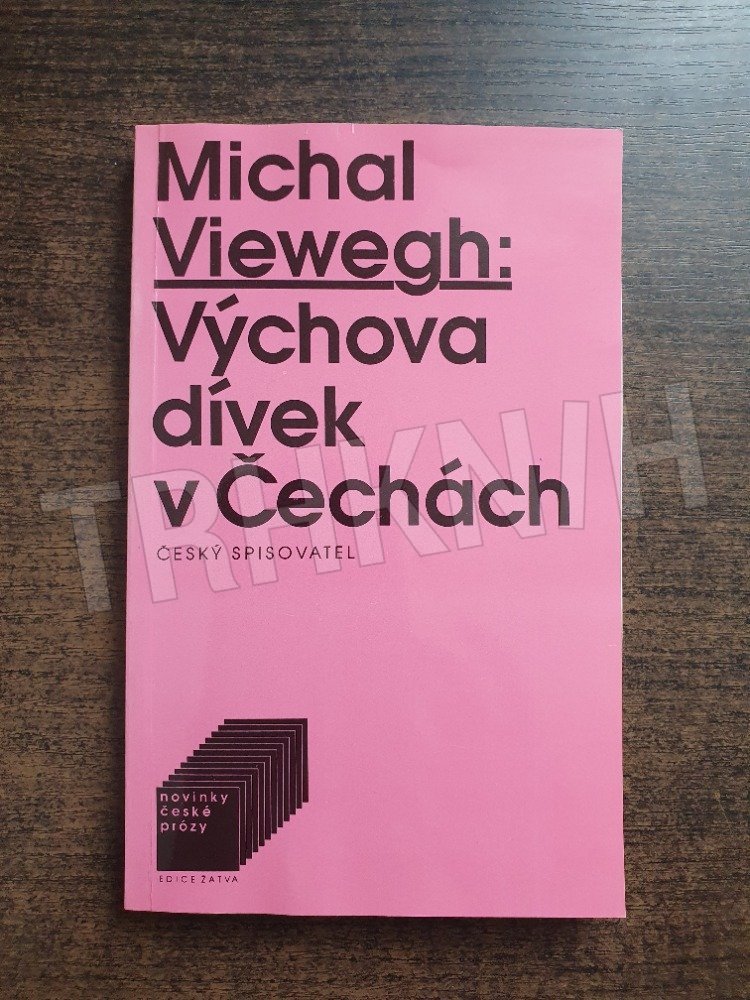 Michal
Viewegh:
Výchova
dívek
v Čechách
ČESKÝ SPISOVATEL
TRHKNIH
novinky
české
prózy
EDICE ŽATVA